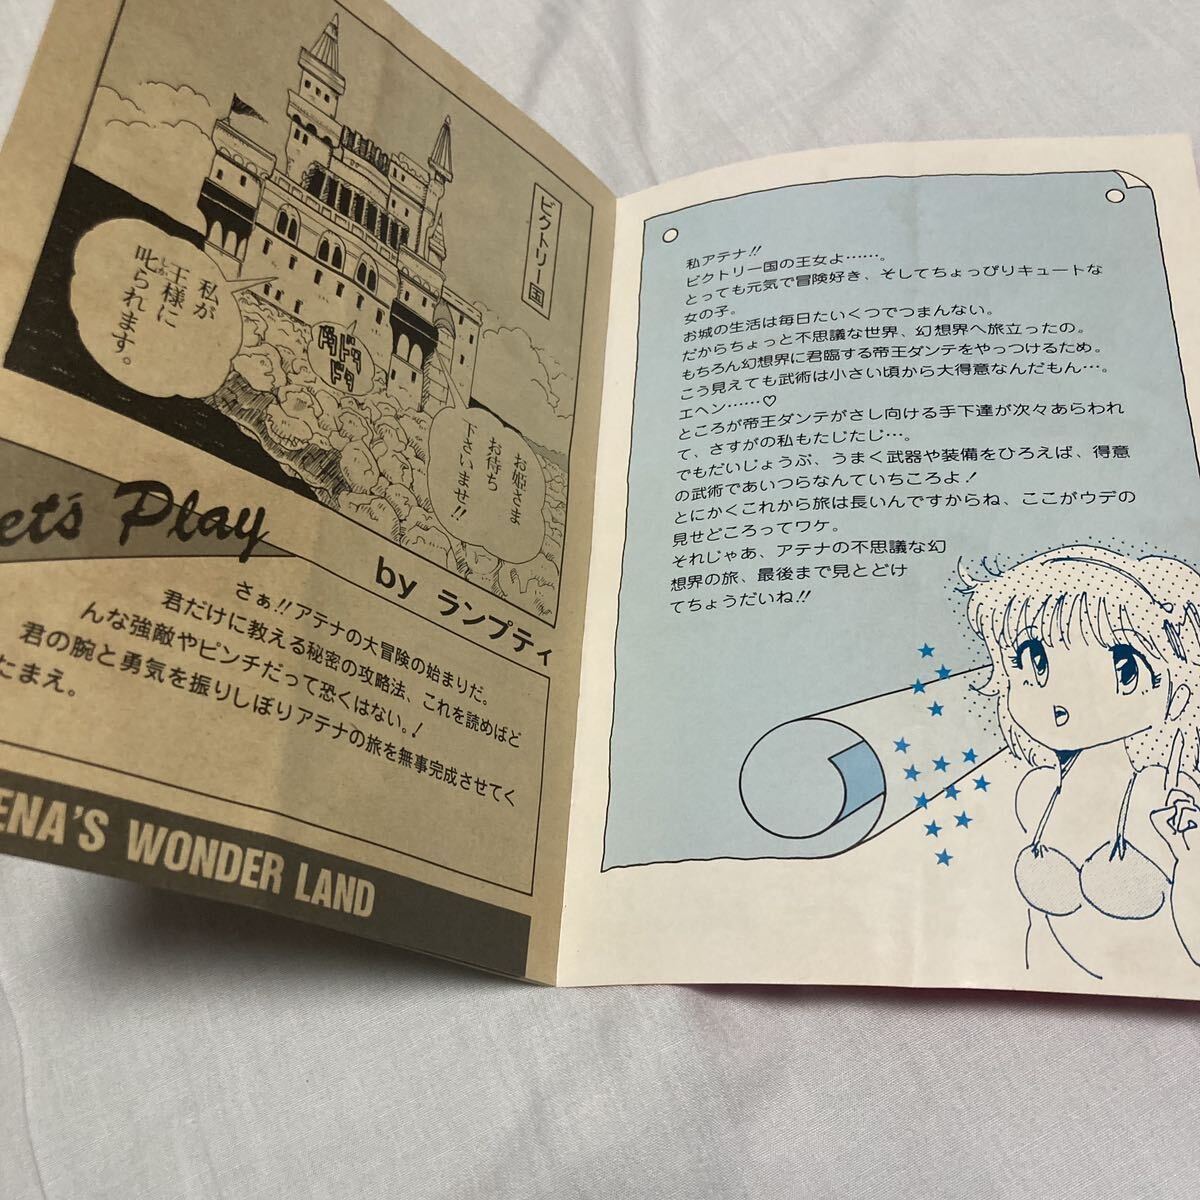 ビクトリー国
私が
王様に
叱られます。
ドドドドド
お姫さま
お待ち
下さいませ!!
et's Play
by ランプティ
さぁ!!アテナの大冒険の始まりだ。
君だけに教える秘密の攻略法、これを読めばど
んな強敵やピンチだって恐くはない。!
君の腕と勇気を振りしぼりアテナの旅を無事完成させてく
たまえ。
ENA'S WONDER LAND
私アテナ!!
ビクトリー国の王女よ……。
とっても元気で冒険好き、そしてちょっぴりキュートな
女の子。
お城の生活は毎日たいくつでつまんない。
だからちょっと不思議な世界、幻想界へ旅立ったの。
もちろん幻想界に君臨する帝王ダンテをやっつけるため。
こう見えても武術は小さい頃から大得意なんだもん…。
エヘン……♡
ところが帝王ダンテがさし向ける手下達が次々あらわれ
て、さすがの私もたじたじ…。
でもだいじょうぶ、うまく武器や装備をひろえば、得意
の武術であいつらなんていちころよ!
とにかくこれから旅は長いんですからね、ここがウデの
見せどころってワケ。
それじゃあ、アテナの不思議な幻
想界の旅、最後まで見とどけ
てちょうだいね!!